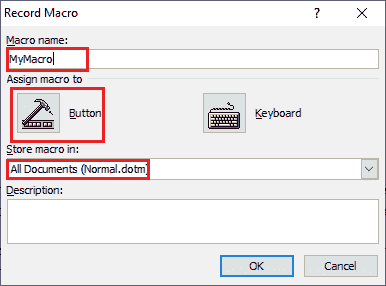 Record Macro
? ×
Macro name:
MyMacro
Assign macro to
Button
Keyboard
Store macro in:
All Documents (Normal.dotm)
Description:
OK
Cancel